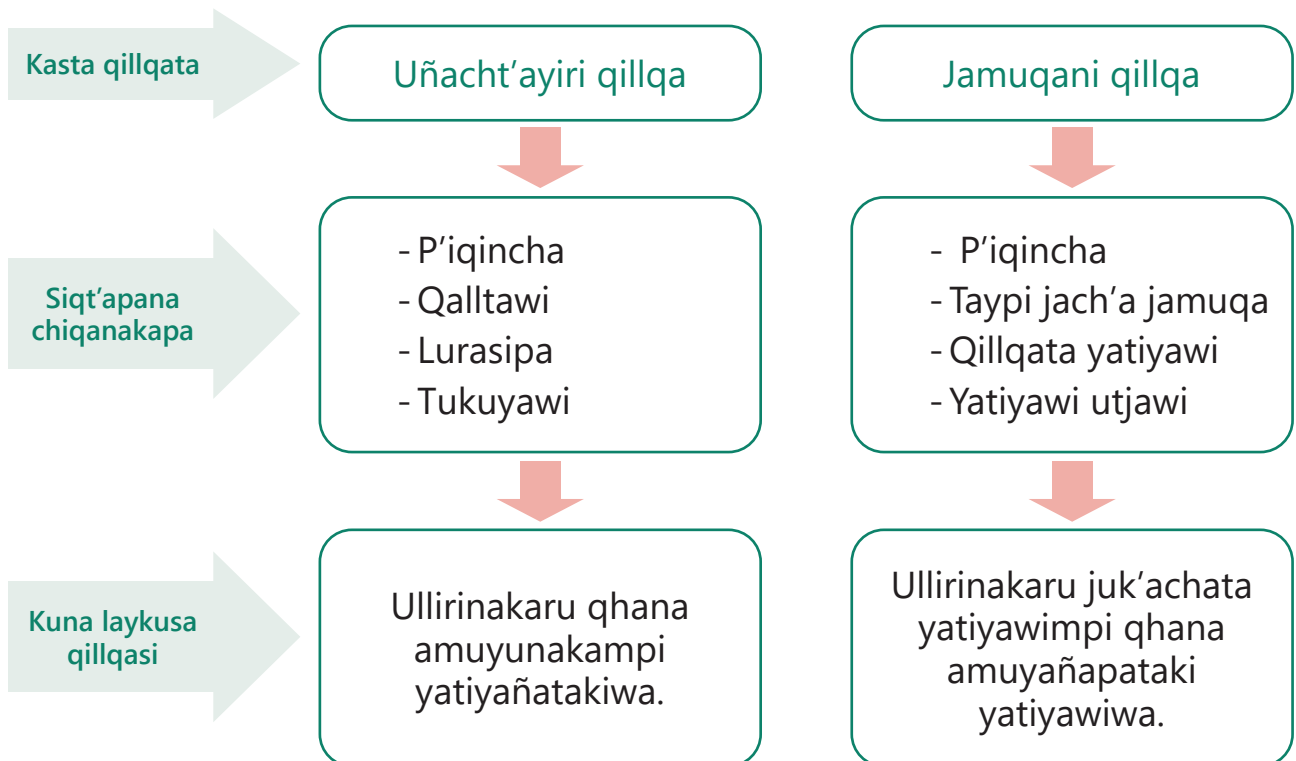 Kasta qillqata
Uñacht’ayiri qillqa
Jamuqani qillqa
Siqt’apana
chiqanakapa
- P’iqincha
- Qalltawi
- Lurasipa
- Tukuyawi
- P’iqincha
- Taypi jach’a jamuqa
- Qillqata yatiyawi
- Yatiyawi utjawi
Kuna laykusa
qillqasi
Ullirinakaru qhana
amuyunakampi
yatiyañatakiwa.
Ullirinakaru juk’achata
yatiyawimpi qhana
amuyañapataki
yatiyawiwa.